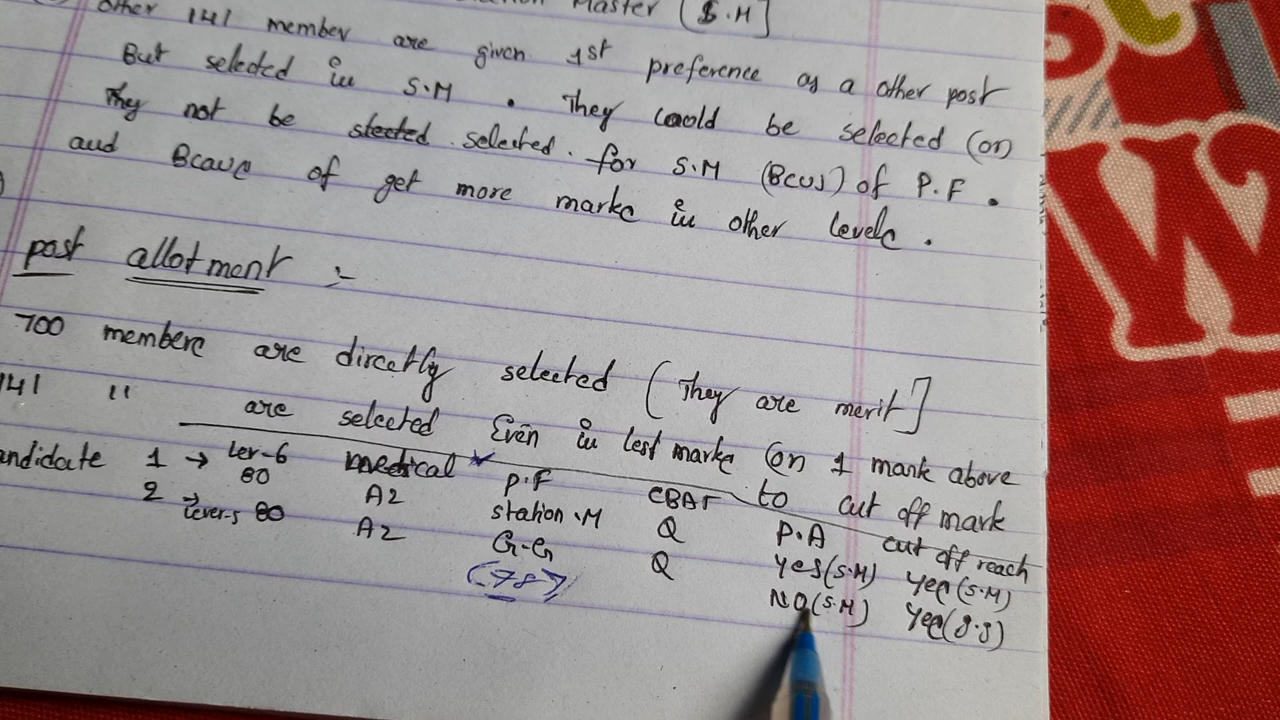 other 141 member are given 1st preference as a other post
Master [S.M]
But selected in S.M . They could be selected (or)
They not be stected selected . for S.M (Bcus) of P.F .
and Bcaue of get more marks in other levels .
post allotment :-
700 members are directly selected (They are merit]
141 " are selected Even in lest marks (or) 1 mark above
to cut off mark
andidate 1 → Lev-6 medical P.F CBAT P.A cut off reach
80 A2 station .M Q Yes(S.M) Yes(S.M)
2 → Lever-5 80 A2 G-G Q NO(S.M) Yes(g.g)
(78)